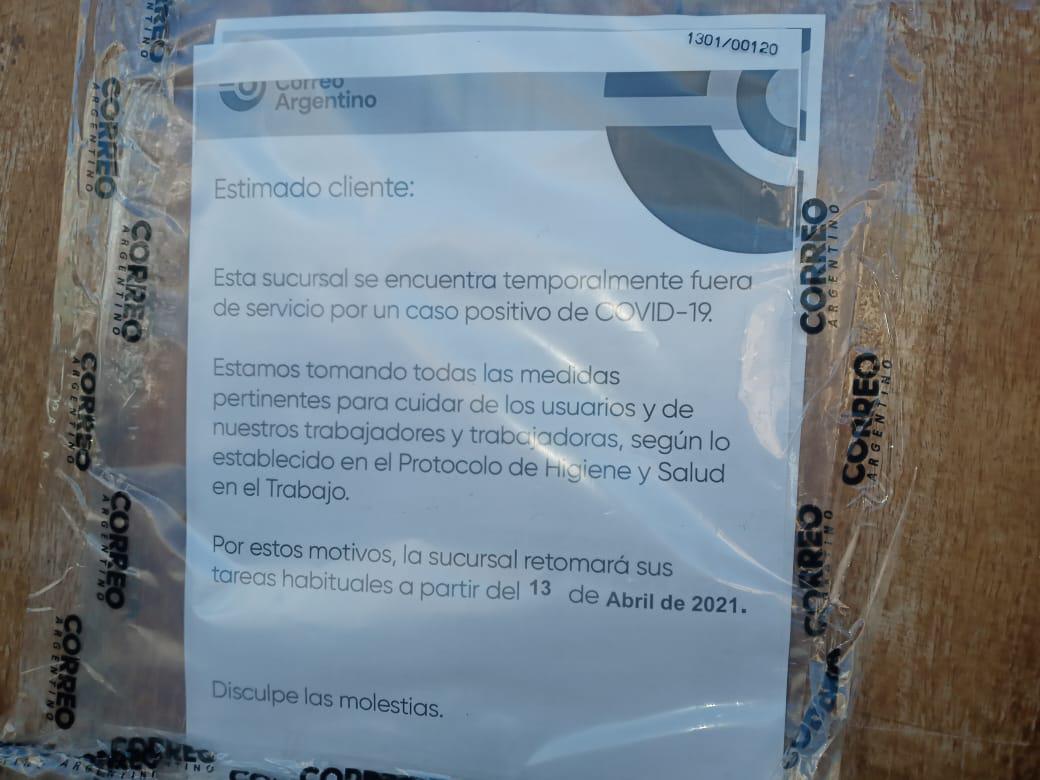 1301/00120
Correo
Argentino
Estimado cliente:
Esta sucursal se encuentra temporalmente fuera
de servicio por un caso positivo de COVID-19.
Estamos tomando todas las medidas
pertinentes para cuidar de los usuarios y de
nuestros trabajadores y trabajadoras, según lo
establecido en el Protocolo de Higiene y Salud
en el Trabajo.
Por estos motivos, la sucursal retomará sus
tareas habituales a partir del 13 de Abril de 2021.
Disculpe las molestias.
CORREO
ARGENTINO
CORREO
ARGENTINO
CORREO
ARGENTINO
CORREO
ARGENTINO
CORREO
ARGENTINO
CORREO
ARGENTINO
CORREO
ARGENTINO
CORREO